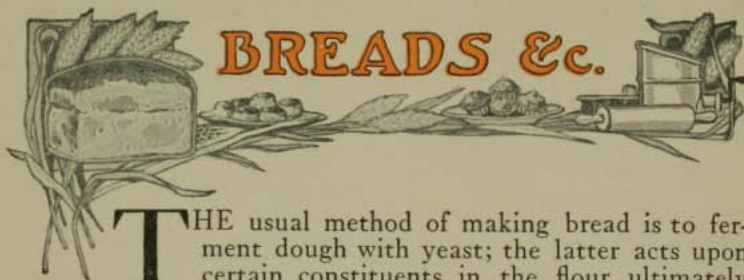 BREADS &c.
THE usual method of making bread is to fer-
ment dough with yeast; the latter acts upon
certain constituents in the flour ultimately